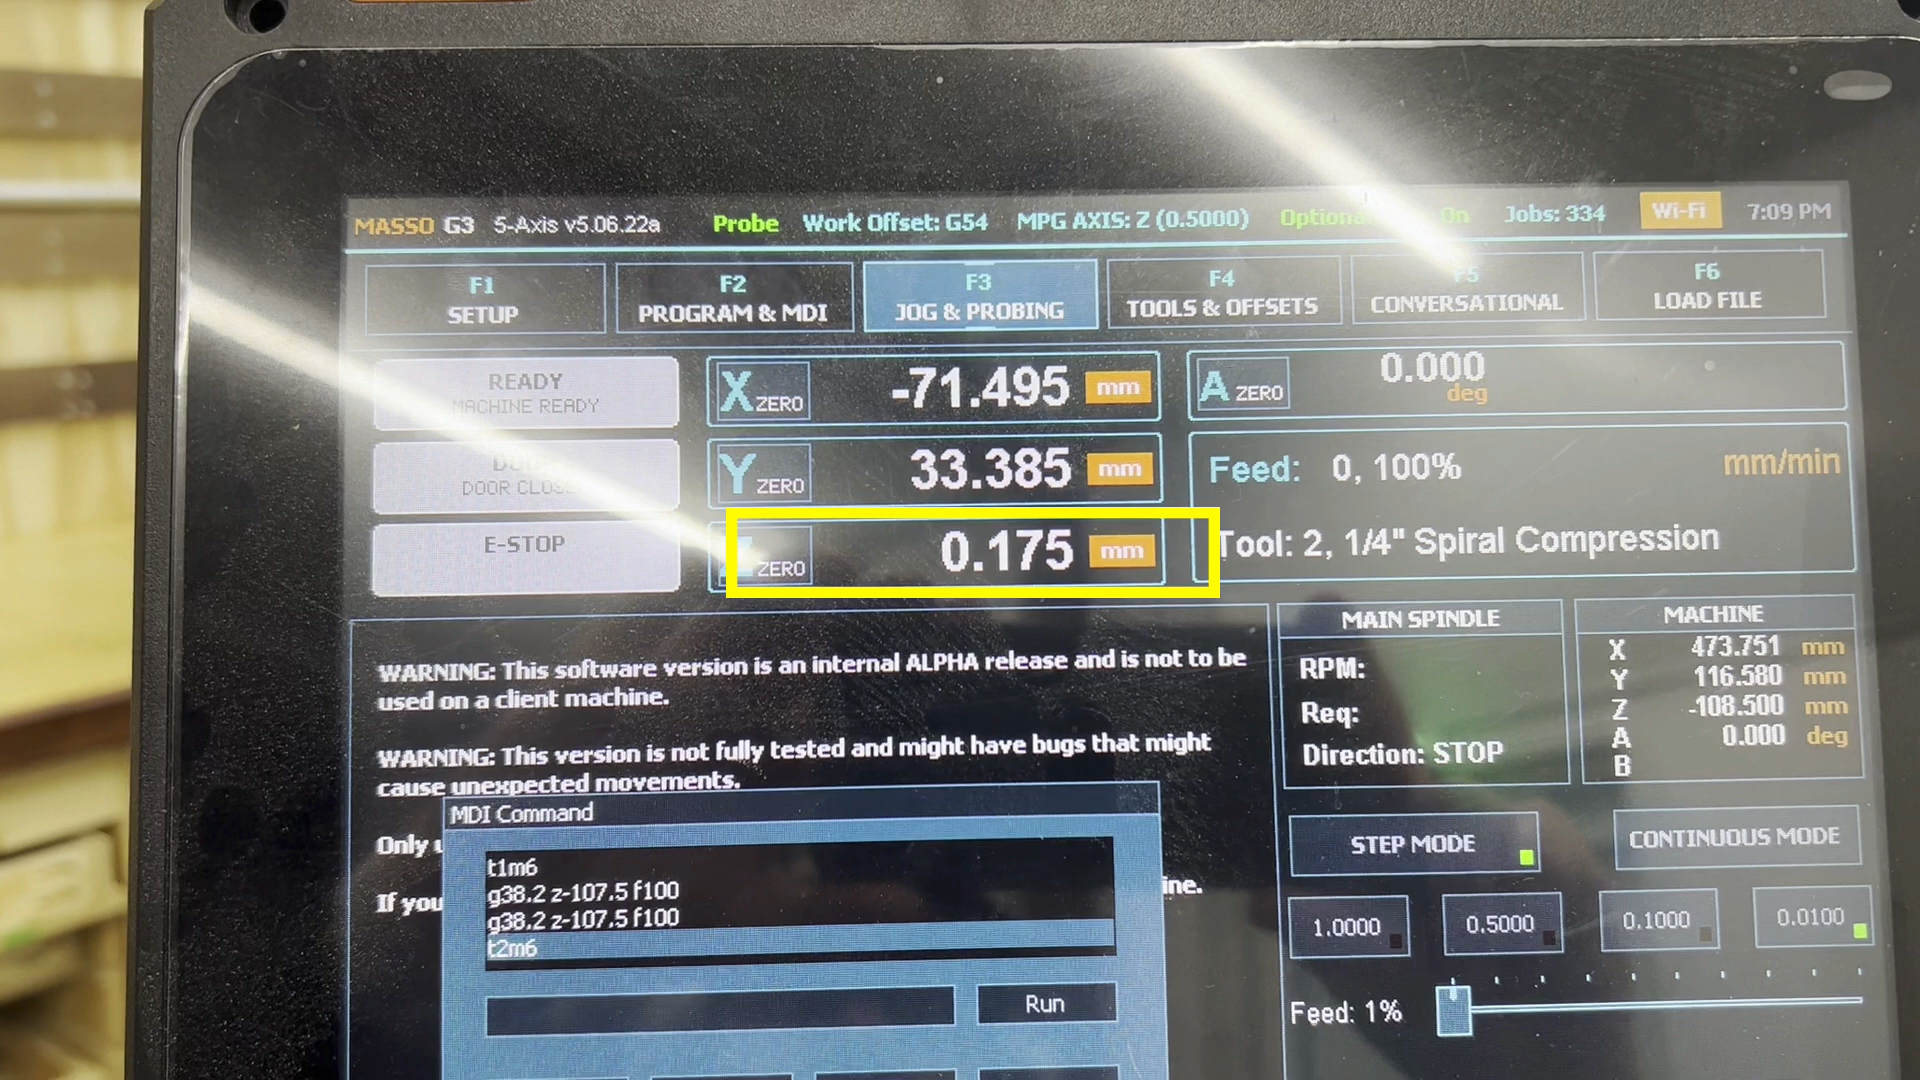 MASSO G3 5-Axis v5.06.22a Probe Work Offset: G54 MPG AXIS: Z (0.5000) On Jobs: 334 Wi-Fi 7:09 PM
F1 F2 F3 F4 F5 F6
SETUP PROGRAM & MDI JOG & PROBING TOOLS & OFFSETS CONVERSATIONAL LOAD FILE
READY
MACHINE READY
X ZERO -71.495 mm
A ZERO 0.000
deg
DOOR
Y ZERO 33.385 mm
Feed: 0, 100% mm/min
E-STOP
ZERO 0.175 mm
Tool: 2, 1/4" Spiral Compression
WARNING: This software version is an internal ALPHA release and is not to be
used on a client machine.
WARNING: This version is not fully tested and might have bugs that might
cause unexpected movements.
Only
If you
MDI Command
t1m6
g38.2 z-107.5 f100
g38.2 z-107.5 f100
t2m6
Run
MAIN SPINDLE
RPM:
Req:
Direction: STOP
MACHINE
X 473.751 mm
Y 116.580 mm
Z -108.500 mm
A 0.000 deg
B
STEP MODE CONTINUOUS MODE
1.0000 0.5000 0.1000 0.0100
Feed: 1%